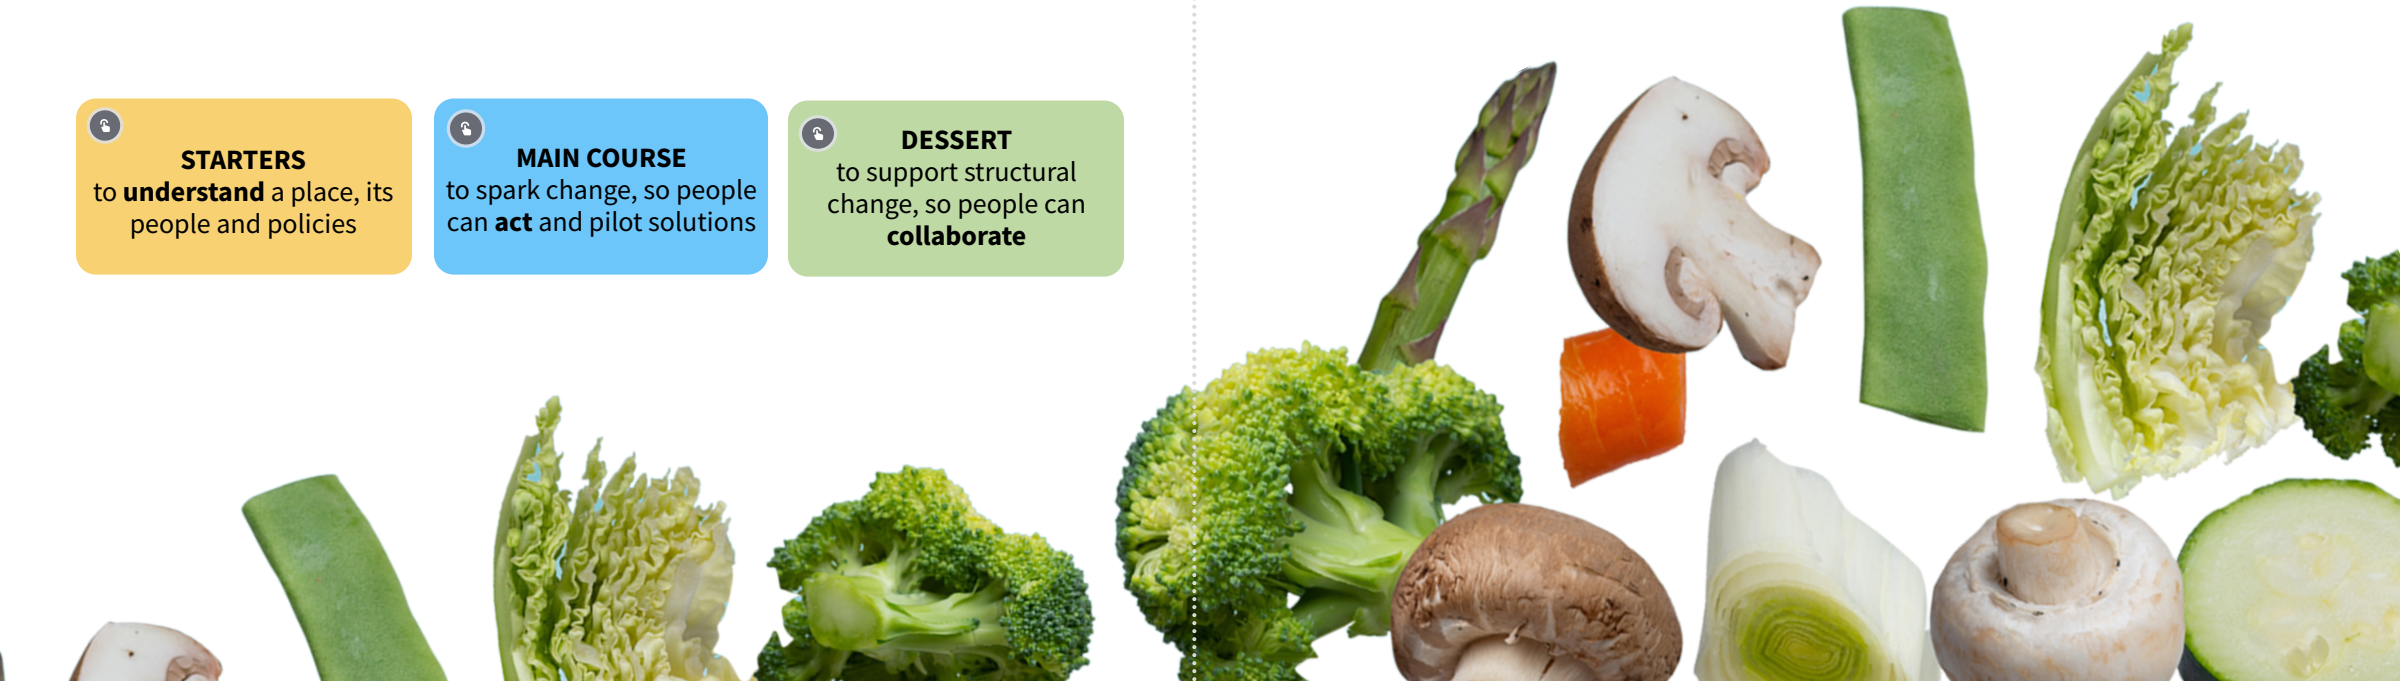 STARTERS
to understand a place, its
people and policies
MAIN COURSE
to spark change, so people
can act and pilot solutions
DESSERT
to support structural
change, so people can
collaborate